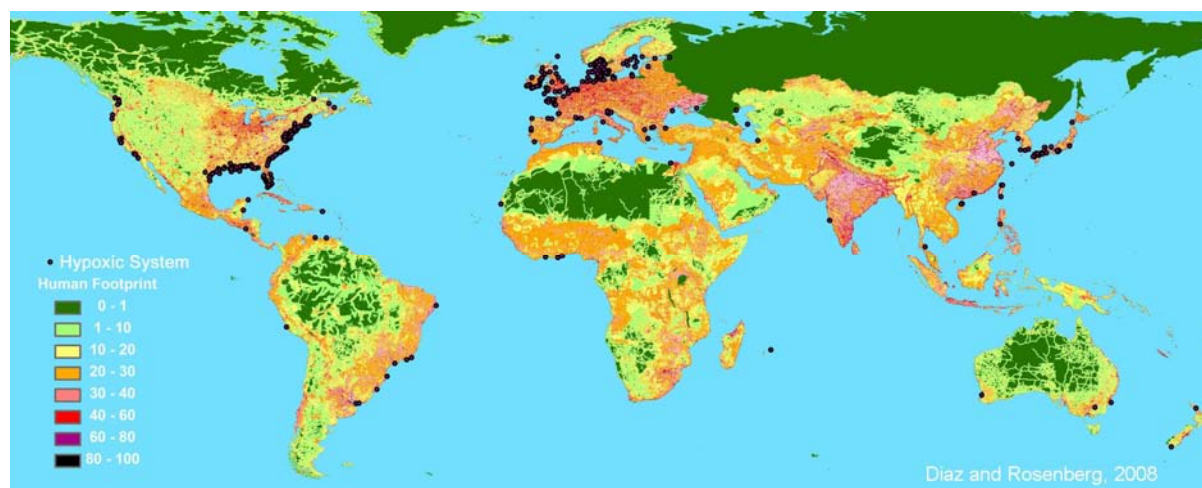 Hypoxic System
Human Footprint
0 - 1
1 - 10
10 - 20
20 - 30
30 - 40
40 - 60
60 - 80
80 - 100
Diaz and Rosenberg, 2008